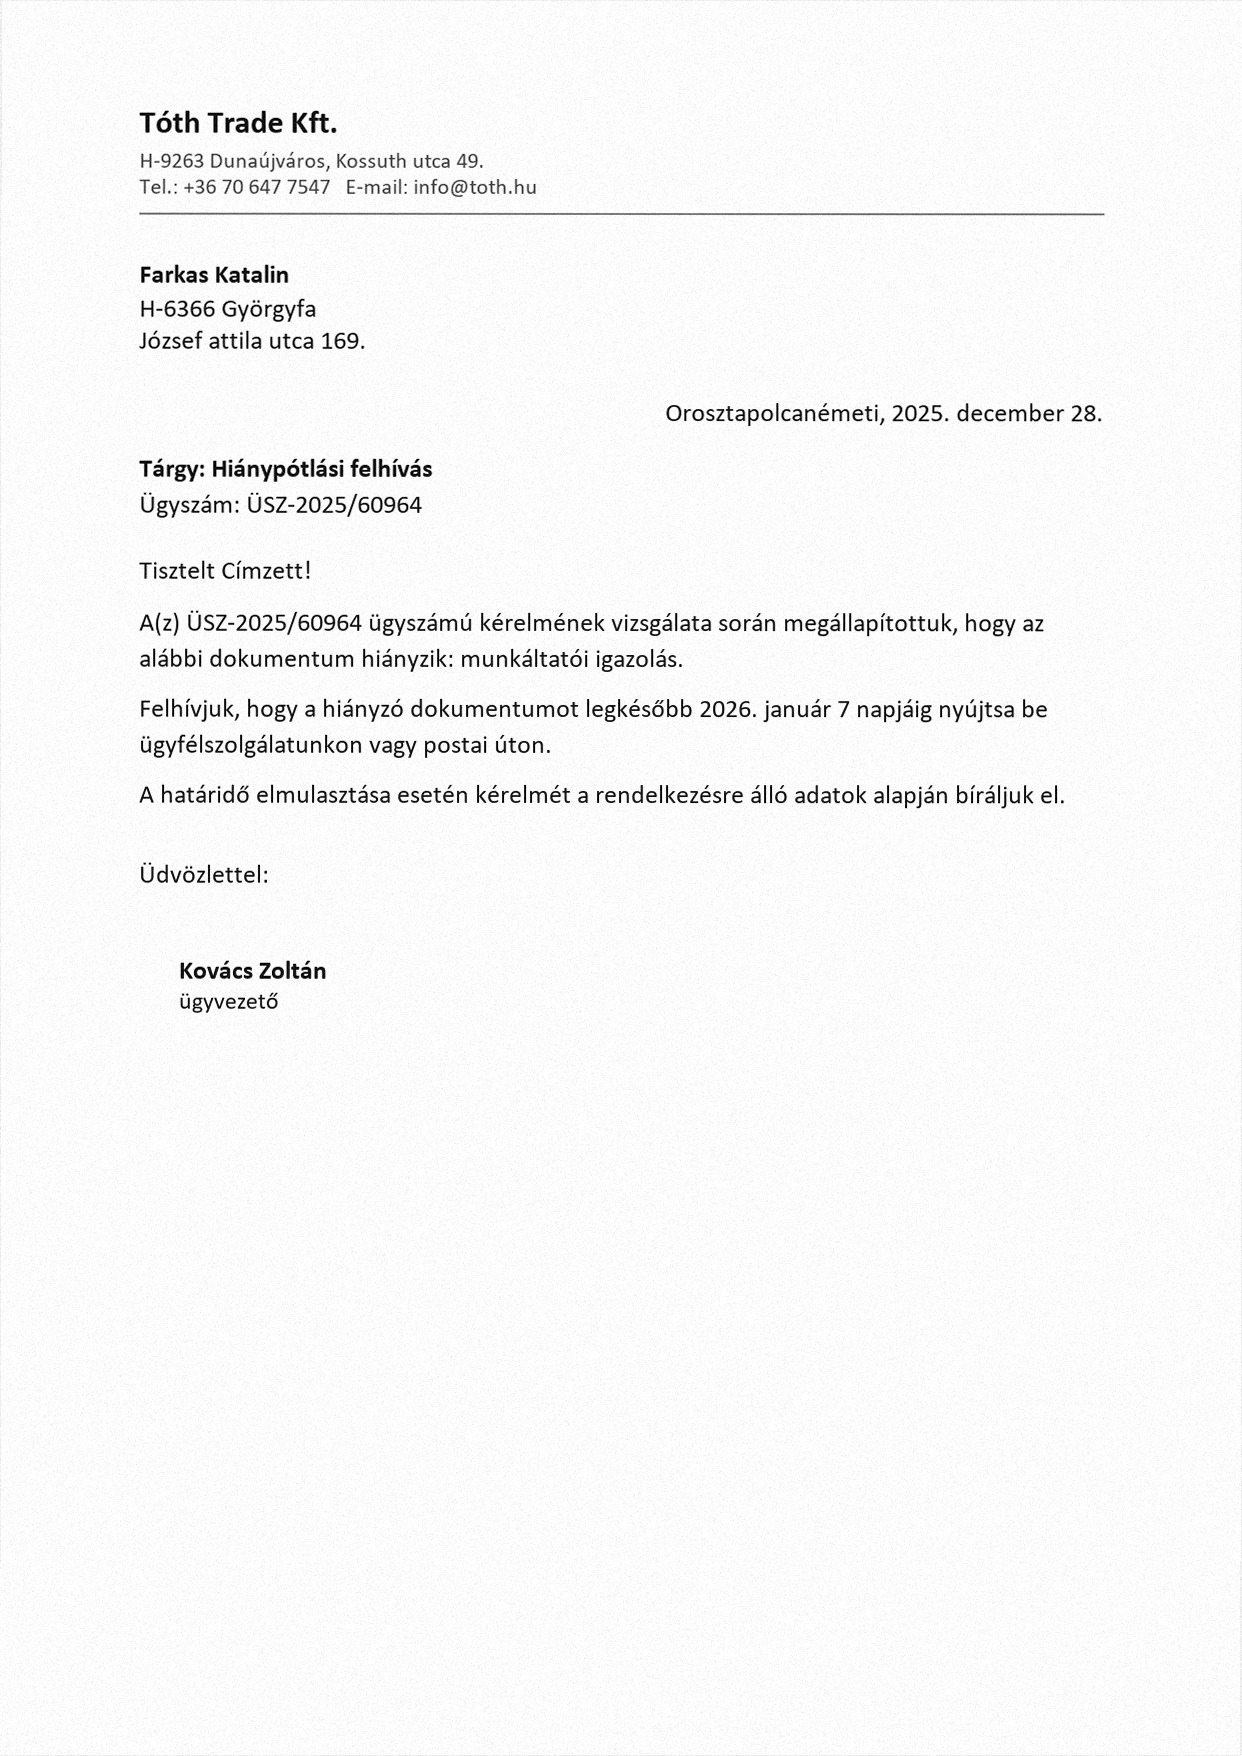 Tóth Trade Kft.
H-9263 Dunaújváros, Kossuth utca 49.
Tel.: +36 70 647 7547 E-mail: info@toth.hu
Farkas Katalin
H-6366 Györgyfa
József attila utca 169.
Orosztapolcanémeti, 2025. december 28.
Tárgy: Hiánypótlási felhívás
Ügyszám: ÜSZ-2025/60964
Tisztelt Címzett!
A(z) ÜSZ-2025/60964 ügyszámú kérelmének vizsgálata során megállapítottuk, hogy az
alábbi dokumentum hiányzik: munkáltatói igazolás.
Felhívjuk, hogy a hiányzó dokumentumot legkésőbb 2026. január 7 napjáig nyújtsa be
ügyfélszolgálatunkon vagy postai úton.
A határidő elmulasztása esetén kérelmét a rendelkezésre álló adatok alapján bíráljuk el.
Üdvözlettel:
Kovács Zoltán
ügyvezető